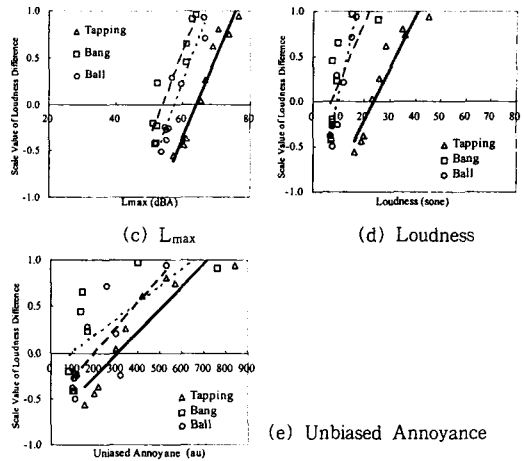 Scale Value of Loudness Difference
1.0
0.5
0.0
-0.5
-1.0
△ Tapping
□ Bang
○ Ball
20
40
60
80
Lmax (dBA)
(c) Lmax
Scale Value of Loudness Difference
1.0
0.5
0.0
-0.5
-1.0
0
10
20
30
40
50
60
△ Tapping
□ Bang
○ Ball
Loudness (sone)
(d) Loudness
Scale Value of Loudness Difference
1.0
0.5
0.0
-0.5
-1.0
0 100 200 300 400 500 600 700 800 900
△ Tapping
□ Bang
○ Ball
Unbiased Annoyane (au)
(e) Unbiased Annoyance